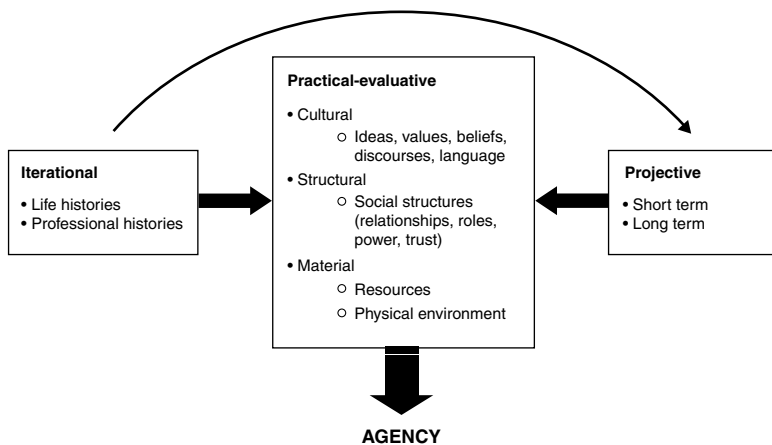 Practical-evaluative
• Cultural
○ Ideas, values, beliefs,
discourses, language
• Structural
○ Social structures
(relationships, roles,
power, trust)
• Material
○ Resources
○ Physical environment
Iterational
• Life histories
• Professional histories
Projective
• Short term
• Long term
AGENCY